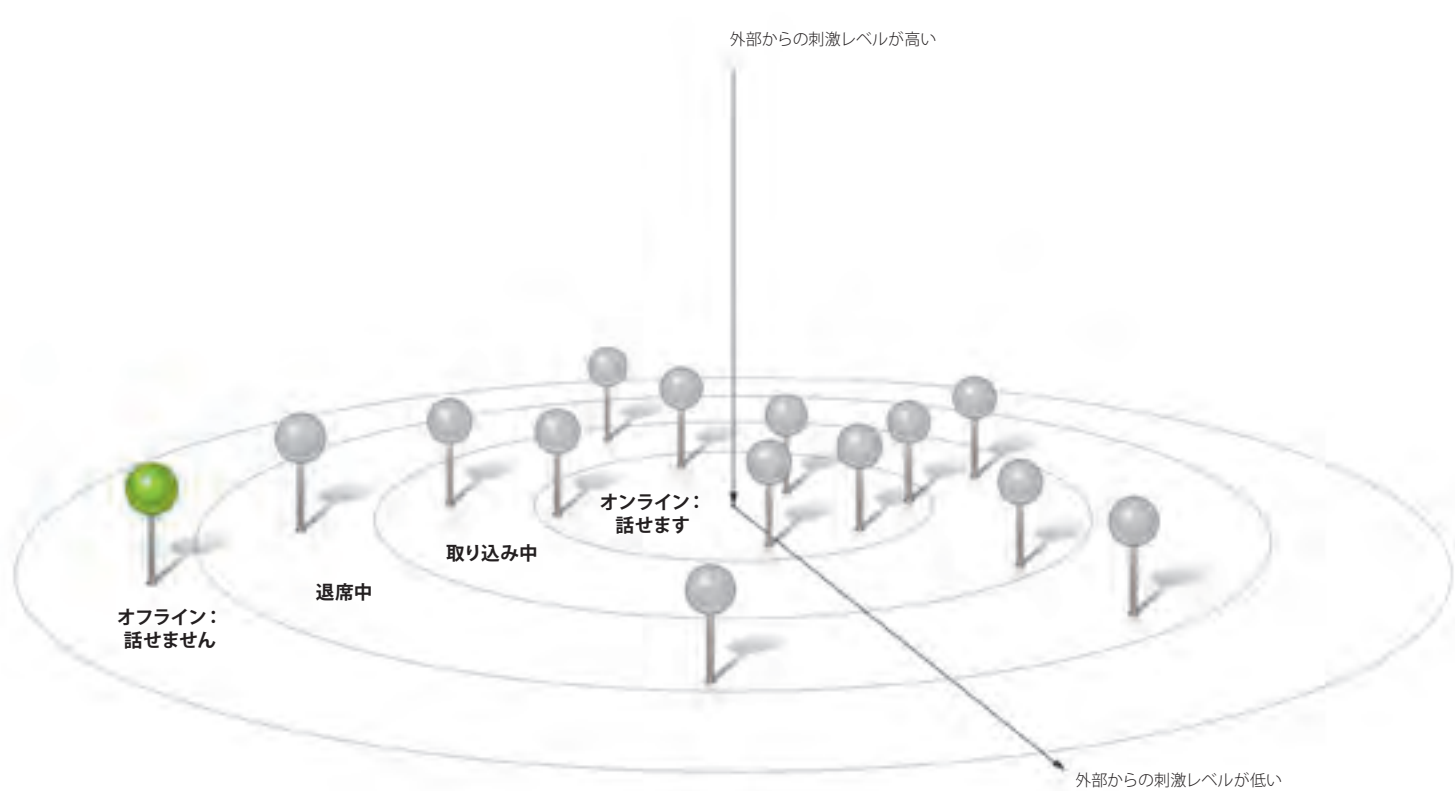 外部からの刺激レベルが高い
オンライン：
話せます
取り込み中
退席中
オフライン：
話せません
外部からの刺激レベルが低い